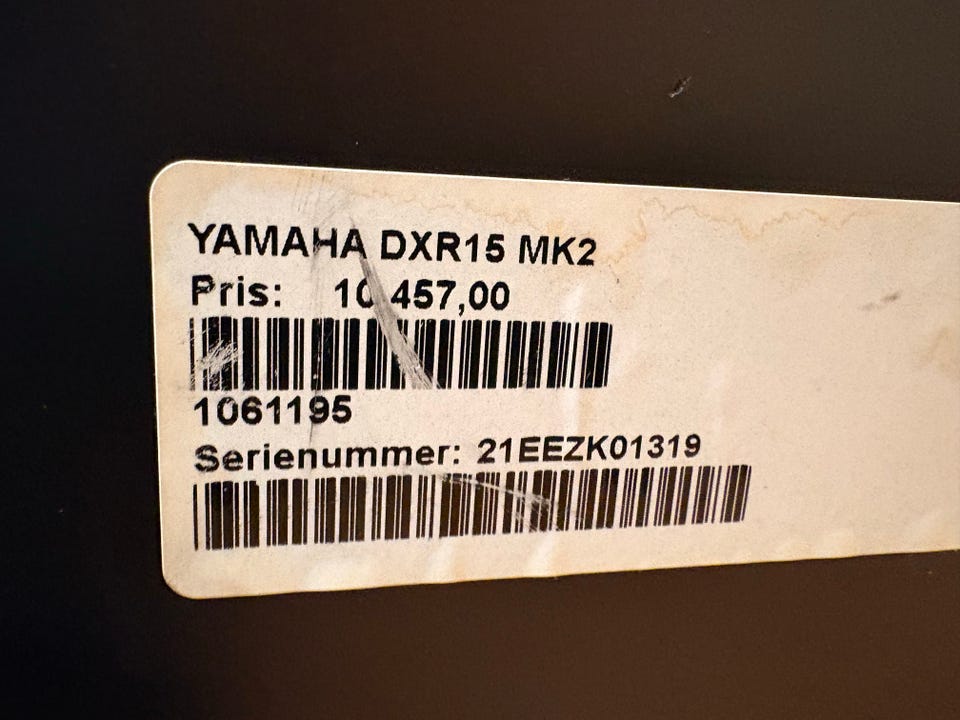 YAMAHA DXR15 MK2
Pris: 10 457,00
1061195
Serienummer: 21EEZK01319